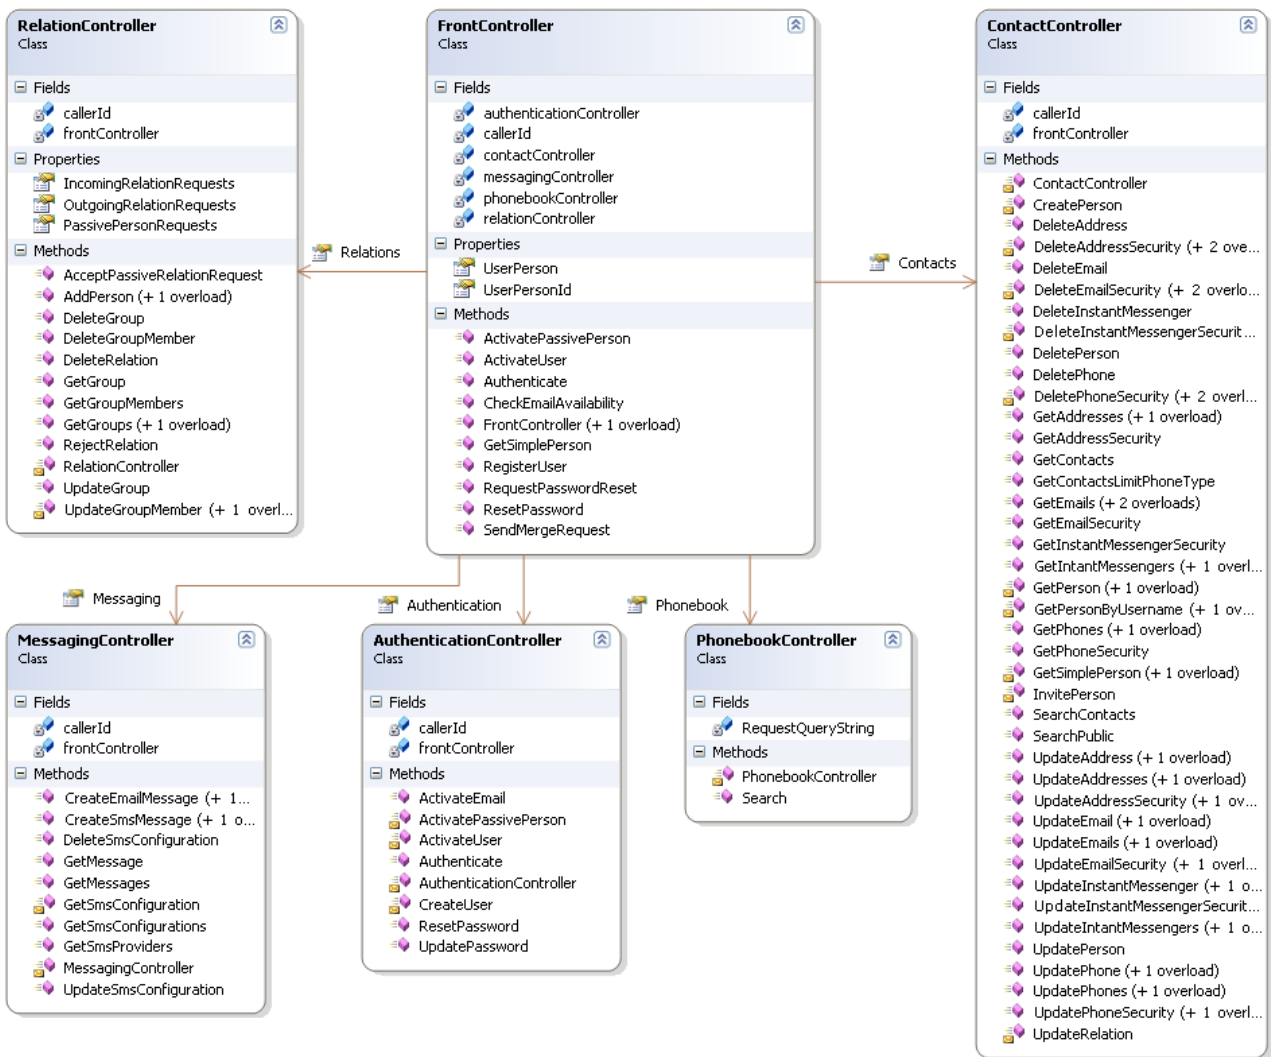 RelationController
Class
Fields
callerId
frontController
Properties
IncomingRelationRequests
OutgoingRelationRequests
PassivePersonRequests
Methods
AcceptPassiveRelationRequest
AddPerson (+ 1 overload)
DeleteGroup
DeleteGroupMember
DeleteRelation
GetGroup
GetGroupMembers
GetGroups (+ 1 overload)
RejectRelation
RelationController
UpdateGroup
UpdateGroupMember (+ 1 overl...
Relations
FrontController
Class
Fields
authenticationController
callerId
contactController
messagingController
phonebookController
relationController
Properties
UserPerson
UserPersonId
Methods
ActivatePassivePerson
ActivateUser
Authenticate
CheckEmailAvailability
FrontController (+ 1 overload)
GetSimplePerson
RegisterUser
RequestPasswordReset
ResetPassword
SendMergeRequest
Contacts
ContactController
Class
Fields
callerId
frontController
Methods
ContactController
CreatePerson
DeleteAddress
DeleteAddressSecurity (+ 2 ove...
DeleteEmail
DeleteEmailSecurity (+ 2 overlo...
DeleteInstantMessenger
DeleteInstantMessengerSecurit...
DeletePerson
DeletePhone
DeletePhoneSecurity (+ 2 overl...
GetAddresses (+ 1 overload)
GetAddressSecurity
GetContacts
GetContactsLimitPhoneType
GetEmails (+ 2 overloads)
GetEmailSecurity
GetInstantMessengerSecurity
GetIntantMessengers (+ 1 overl...
GetPerson (+ 1 overload)
GetPersonByUsername (+ 1 ov...
GetPhones (+ 1 overload)
GetPhoneSecurity
GetSimplePerson (+ 1 overload)
InvitePerson
SearchContacts
SearchPublic
UpdateAddress (+ 1 overload)
UpdateAddresses (+ 1 overload)
UpdateAddressSecurity (+ 1 ov...
UpdateEmail (+ 1 overload)
UpdateEmails (+ 1 overload)
UpdateEmailSecurity (+ 1 overl...
UpdateInstantMessenger (+ 1 o...
UpdateInstantMessengerSecurit...
UpdateIntantMessengers (+ 1 o...
UpdatePerson
UpdatePhone (+ 1 overload)
UpdatePhones (+ 1 overload)
UpdatePhoneSecurity (+ 1 overl...
UpdateRelation
Messaging
MessagingController
Class
Fields
callerId
frontController
Methods
CreateEmailMessage (+ 1...
CreateSmsMessage (+ 1 o...
DeleteSmsConfiguration
GetMessage
GetMessages
GetSmsConfiguration
GetSmsConfigurations
GetSmsProviders
MessagingController
UpdateSmsConfiguration
Authentication
AuthenticationController
Class
Fields
callerId
frontController
Methods
ActivateEmail
ActivatePassivePerson
ActivateUser
Authenticate
AuthenticationController
CreateUser
ResetPassword
UpdatePassword
Phonebook
PhonebookController
Class
Fields
RequestQueryString
Methods
PhonebookController
Search